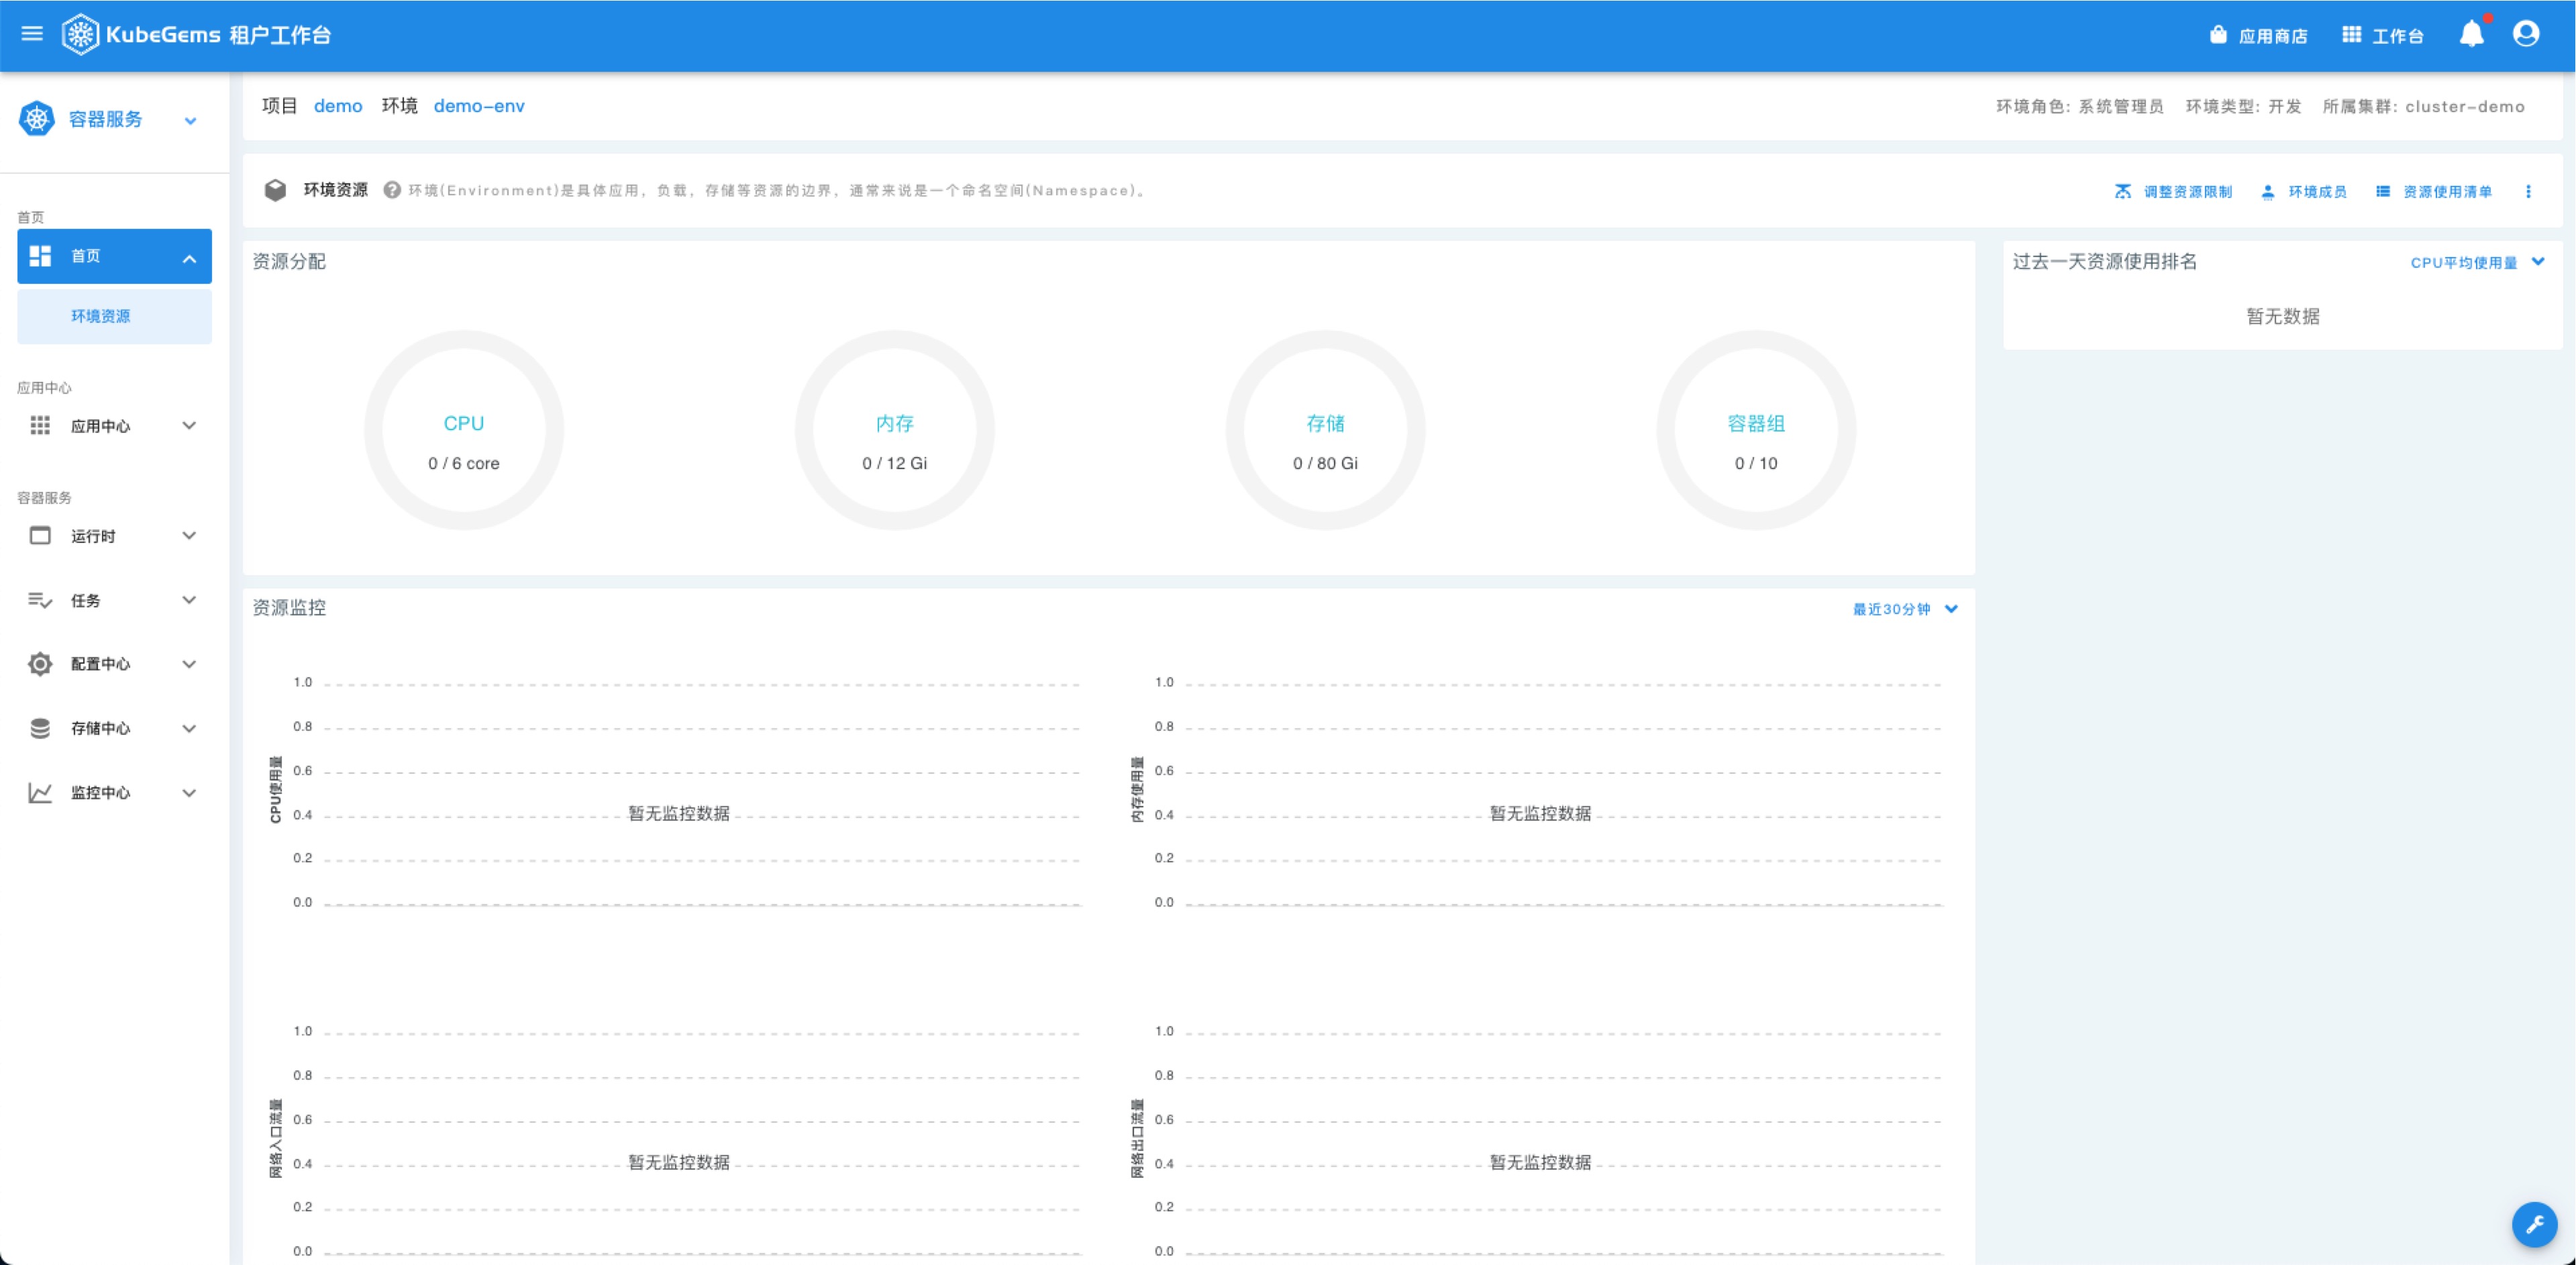 KubeGems 租户工作台
应用商店
工作台
容器服务
项目 demo 环境 demo-env
环境角色: 系统管理员 环境类型: 开发 所属集群: cluster-demo
环境资源 环境(Environment)是具体应用，负载，存储等资源的边界，通常来说是一个命名空间(Namespace)。
调整资源限制
环境成员
资源使用清单
首页
首页
环境资源
应用中心
应用中心
容器服务
运行时
任务
配置中心
存储中心
监控中心
资源分配
CPU
0 / 6 core
内存
0 / 12 Gi
存储
0 / 80 Gi
容器组
0 / 10
过去一天资源使用排名
CPU平均使用量
暂无数据
资源监控
最近30分钟
CPU使用量
1.0
0.8
0.6
0.4
0.2
0.0
暂无监控数据
内存使用量
1.0
0.8
0.6
0.4
0.2
0.0
暂无监控数据
网络入口流量
1.0
0.8
0.6
0.4
0.2
0.0
暂无监控数据
网络出口流量
1.0
0.8
0.6
0.4
0.2
0.0
暂无监控数据